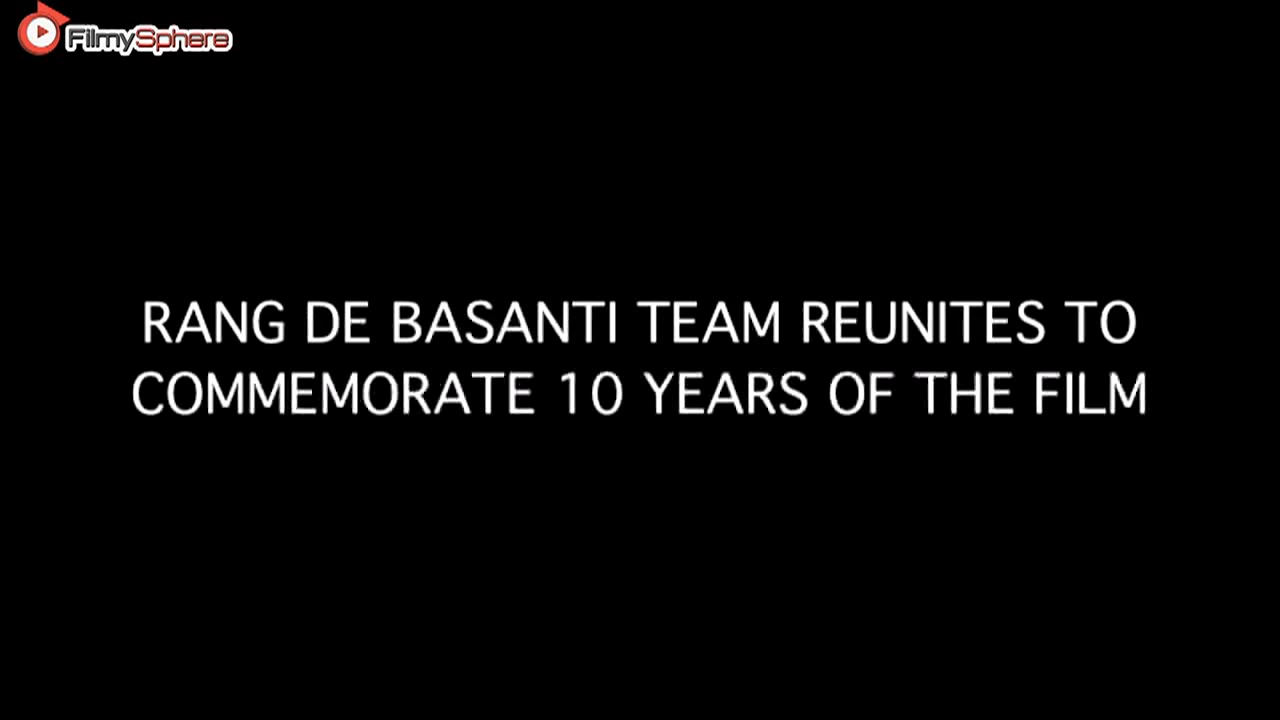 FilmySphere
RANG DE BASANTI TEAM REUNITES TO
COMMEMORATE 10 YEARS OF THE FILM